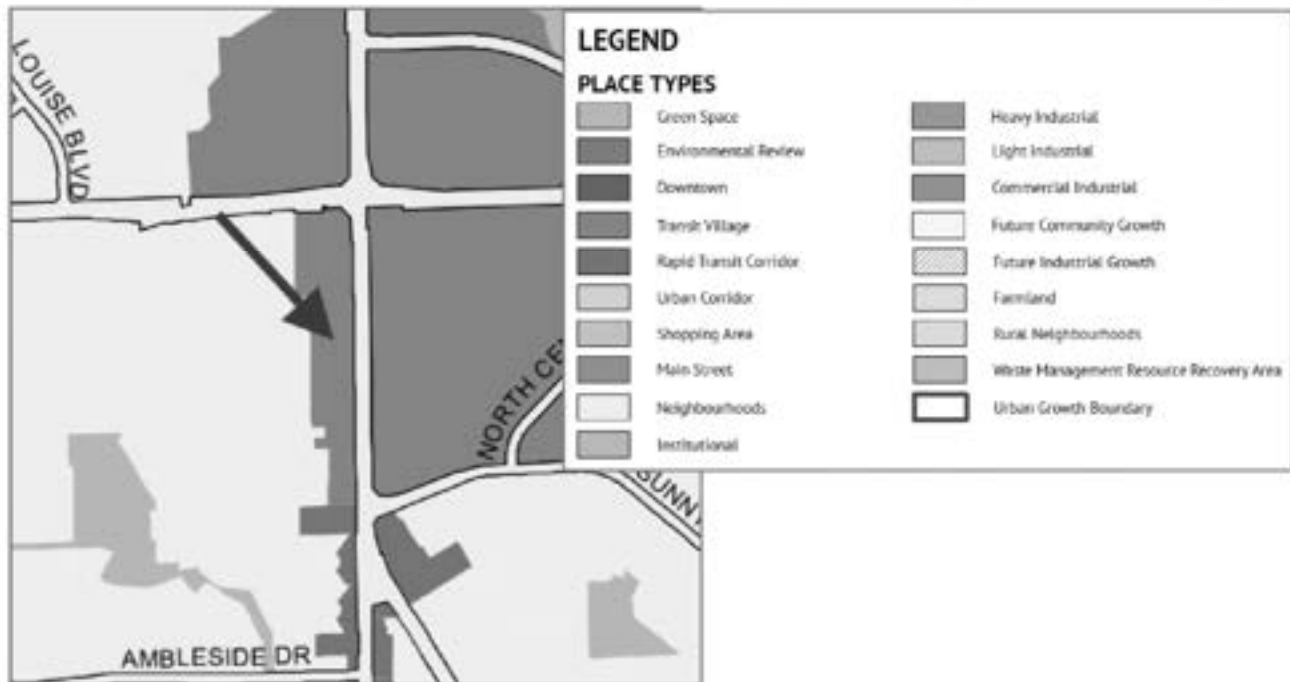 LOUISE BLVD
NORTH
AMBLESIDE DR
LEGEND
PLACE TYPES
Green Space
Environmental Review
Downtown
Transit Village
Rapid Transit Corridor
Urban Corridor
Shopping Area
Main Street
Neighbourhoods
Institutional
Heavy Industrial
Light Industrial
Commercial Industrial
Future Community Growth
Future Industrial Growth
Farmland
Rural Neighbourhoods
Waste Management Resource Recovery Area
Urban Growth Boundary